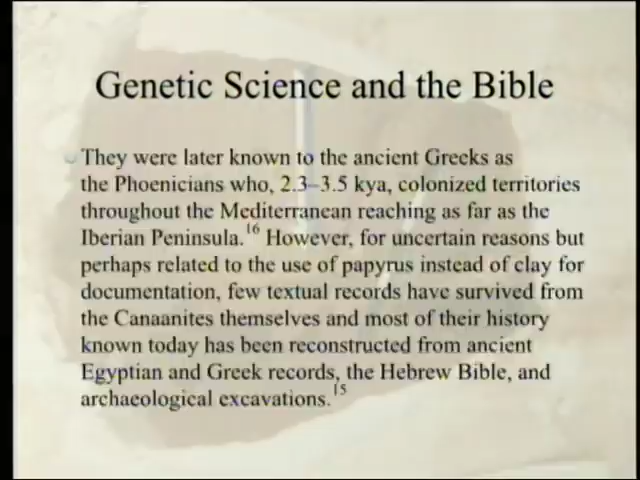 Genetic Science and the Bible
They were later known to the ancient Greeks as
the Phoenicians who, 2.3–3.5 kya, colonized territories
throughout the Mediterranean reaching as far as the
Iberian Peninsula.16 However, for uncertain reasons but
perhaps related to the use of papyrus instead of clay for
documentation, few textual records have survived from
the Canaanites themselves and most of their history
known today has been reconstructed from ancient
Egyptian and Greek records, the Hebrew Bible, and
archaeological excavations.15